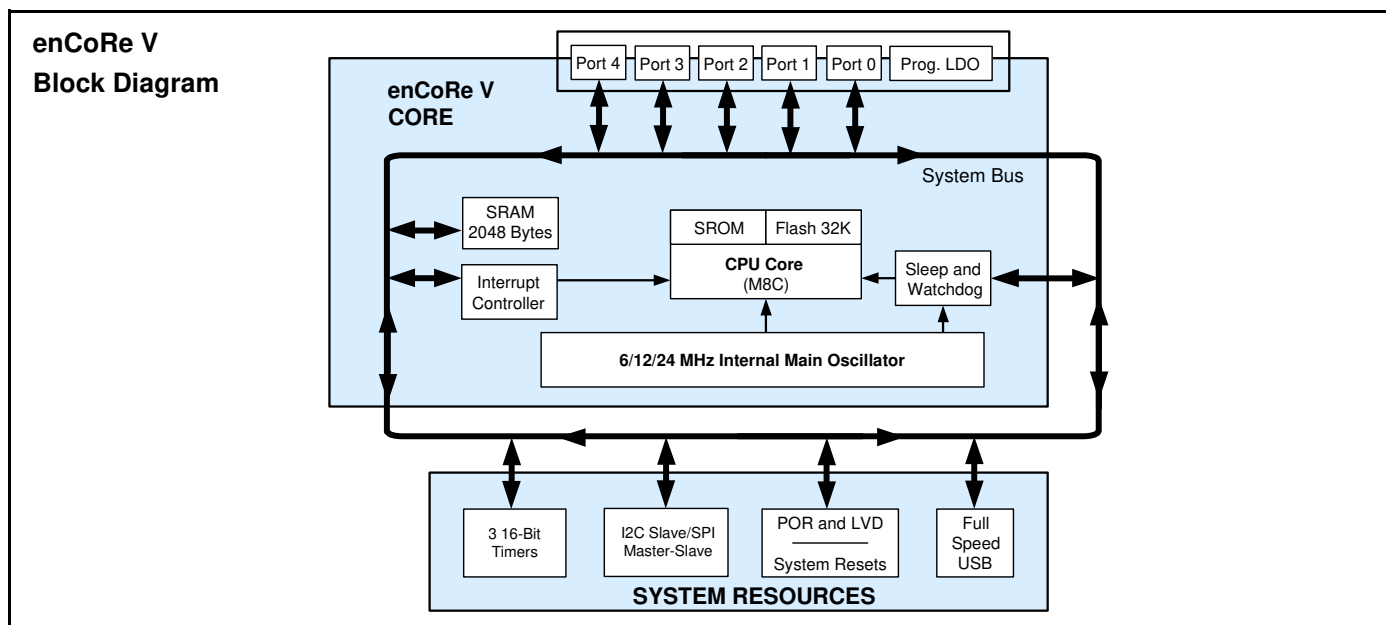 enCoRe V
Block Diagram
Port 4
Port 3
Port 2
Port 1
Port 0
Prog. LDO
enCoRe V
CORE
System Bus
SRAM
2048 Bytes
SROM
Flash 32K
CPU Core
(M8C)
Sleep and
Watchdog
Interrupt
Controller
6/12/24 MHz Internal Main Oscillator
3 16-Bit
Timers
I2C Slave/SPI
Master-Slave
POR and LVD
System Resets
Full
Speed
USB
SYSTEM RESOURCES